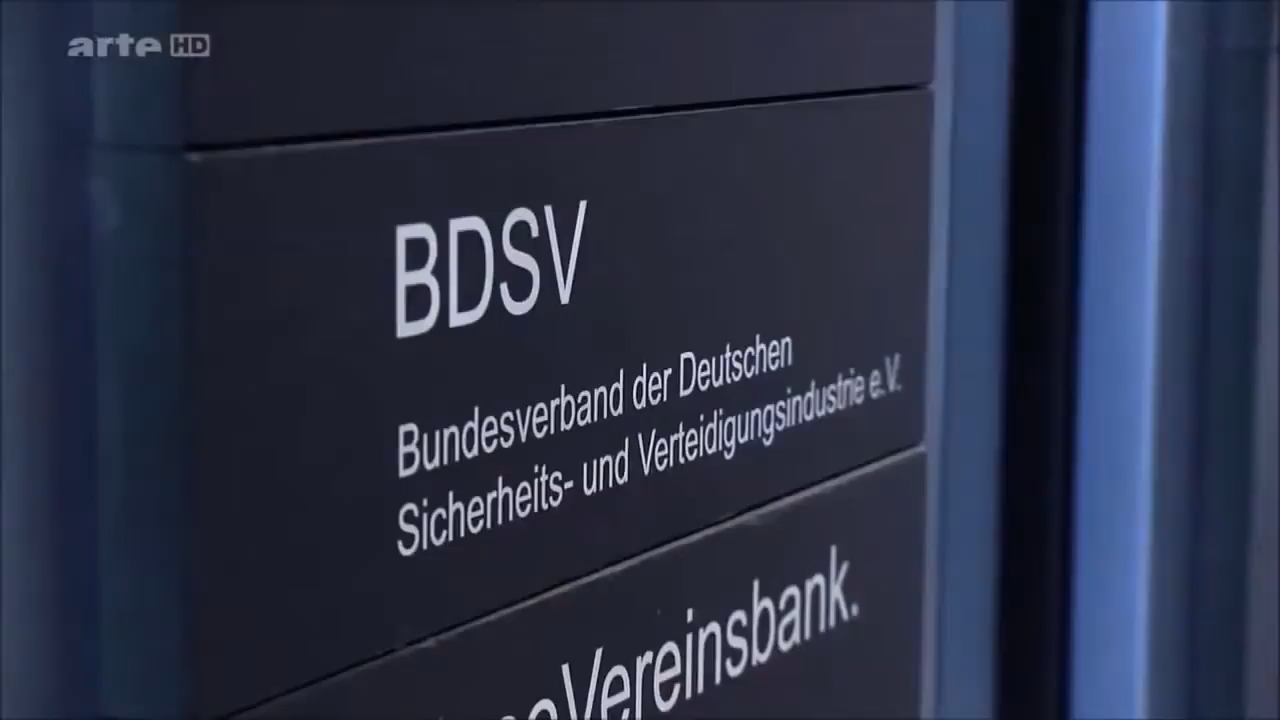 arte HD
BDSV
Bundesverband der Deutschen
Sicherheits- und Verteidigungsindustrie e.V.
Vereinsbank.